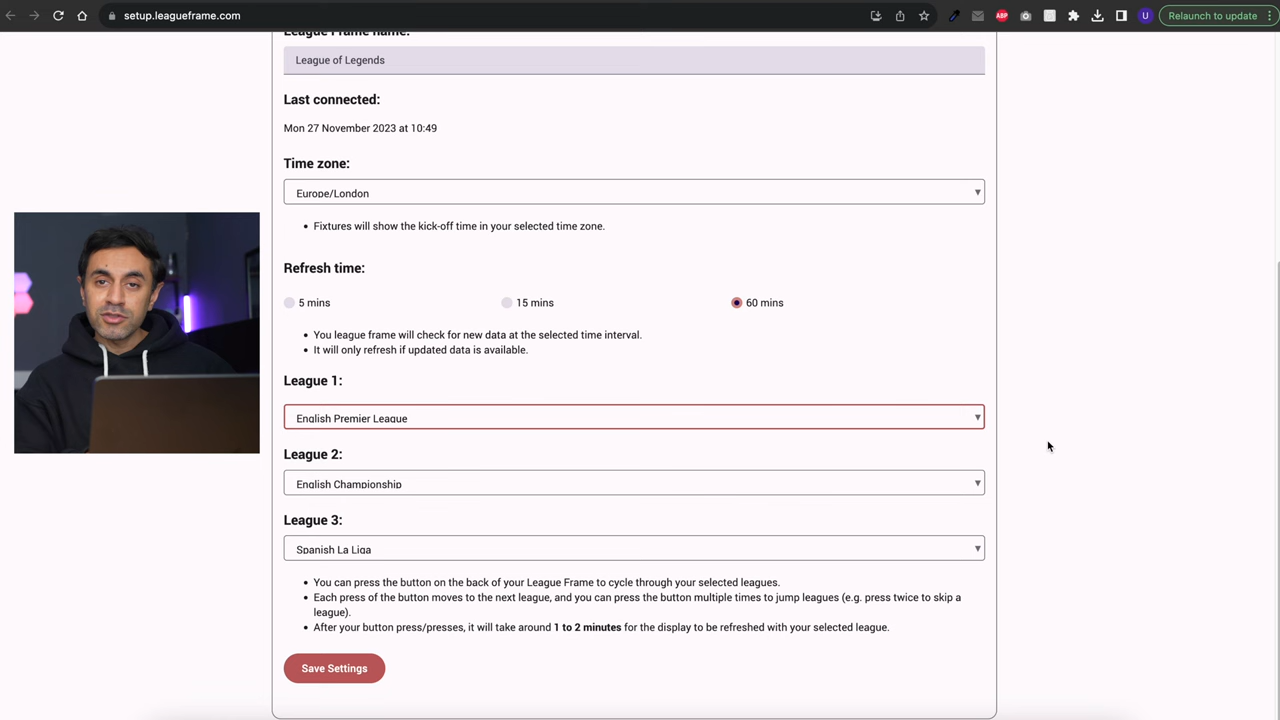 setup.leagueframe.com
ABP
U
Relaunch to update
League Frame name:
League of Legends
Last connected:
Mon 27 November 2023 at 10:49
Time zone:
Europe/London
Fixtures will show the kick-off time in your selected time zone.
Refresh time:
5 mins
15 mins
60 mins
You league frame will check for new data at the selected time interval.
It will only refresh if updated data is available.
League 1:
English Premier League
League 2:
English Championship
League 3:
Spanish La Liga
You can press the button on the back of your League Frame to cycle through your selected leagues.
Each press of the button moves to the next league, and you can press the button multiple times to jump leagues (e.g. press twice to skip a
league).
After your button press/presses, it will take around 1 to 2 minutes for the display to be refreshed with your selected league.
Save Settings